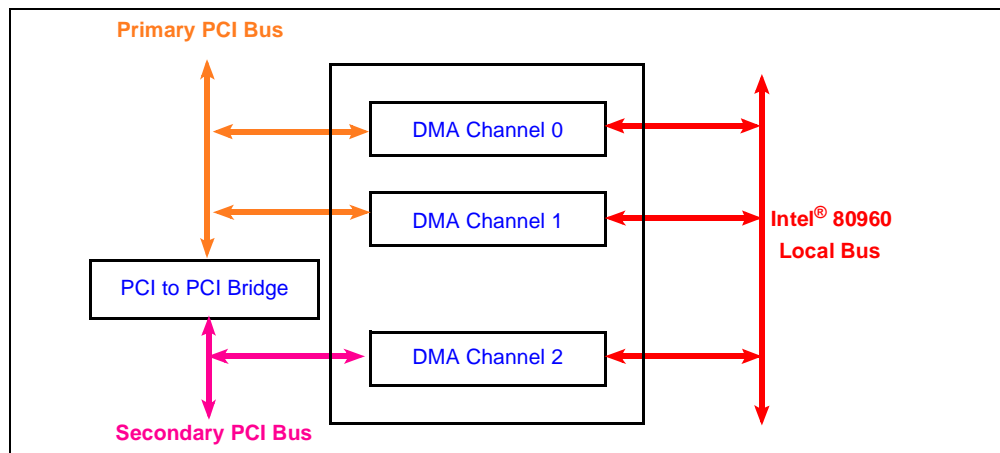 Primary PCI Bus
DMA Channel 0
DMA Channel 1
Intel® 80960
Local Bus
PCI to PCI Bridge
DMA Channel 2
Secondary PCI Bus